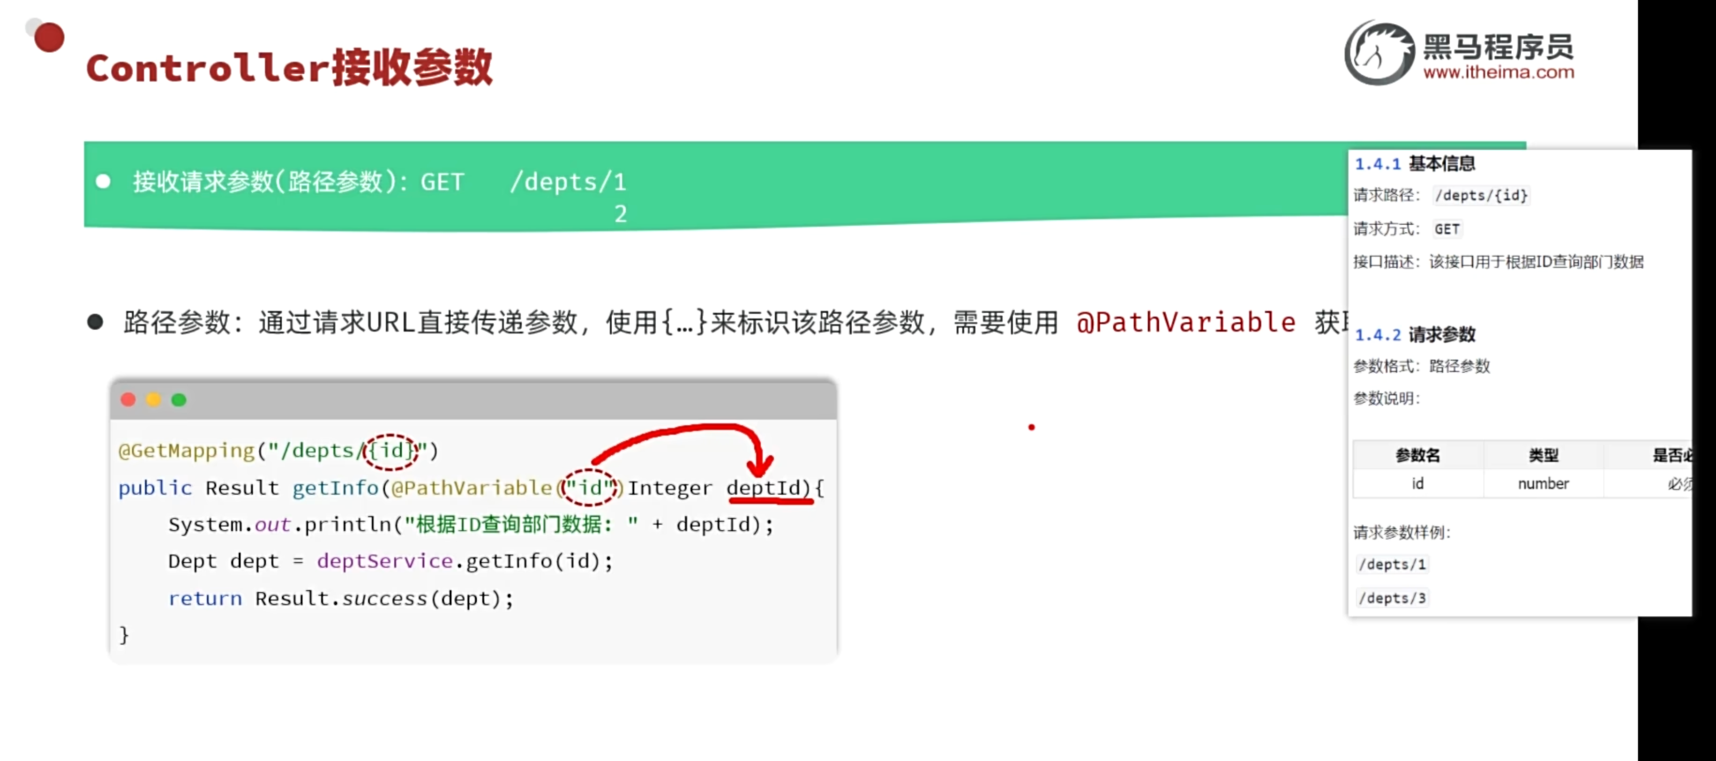 Controller接收参数
黑马程序员
www.itheima.com
接收请求参数(路径参数): GET /depts/1
2
路径参数：通过请求URL直接传递参数，使用{…}来标识该路径参数，需要使用 @PathVariable 获
@GetMapping("/depts/{id}")
public Result getInfo(@PathVariable("id")Integer deptId){
System.out.println("根据ID查询部门数据: " + deptId);
Dept dept = deptService.getInfo(id);
return Result.success(dept);
}
1.4.1 基本信息
请求路径： /depts/{id}
请求方式： GET
接口描述：该接口用于根据ID查询部门数据
1.4.2 请求参数
参数格式：路径参数
参数说明：
参数名 类型 是否
id number 必须
请求参数样例：
/depts/1
/depts/3